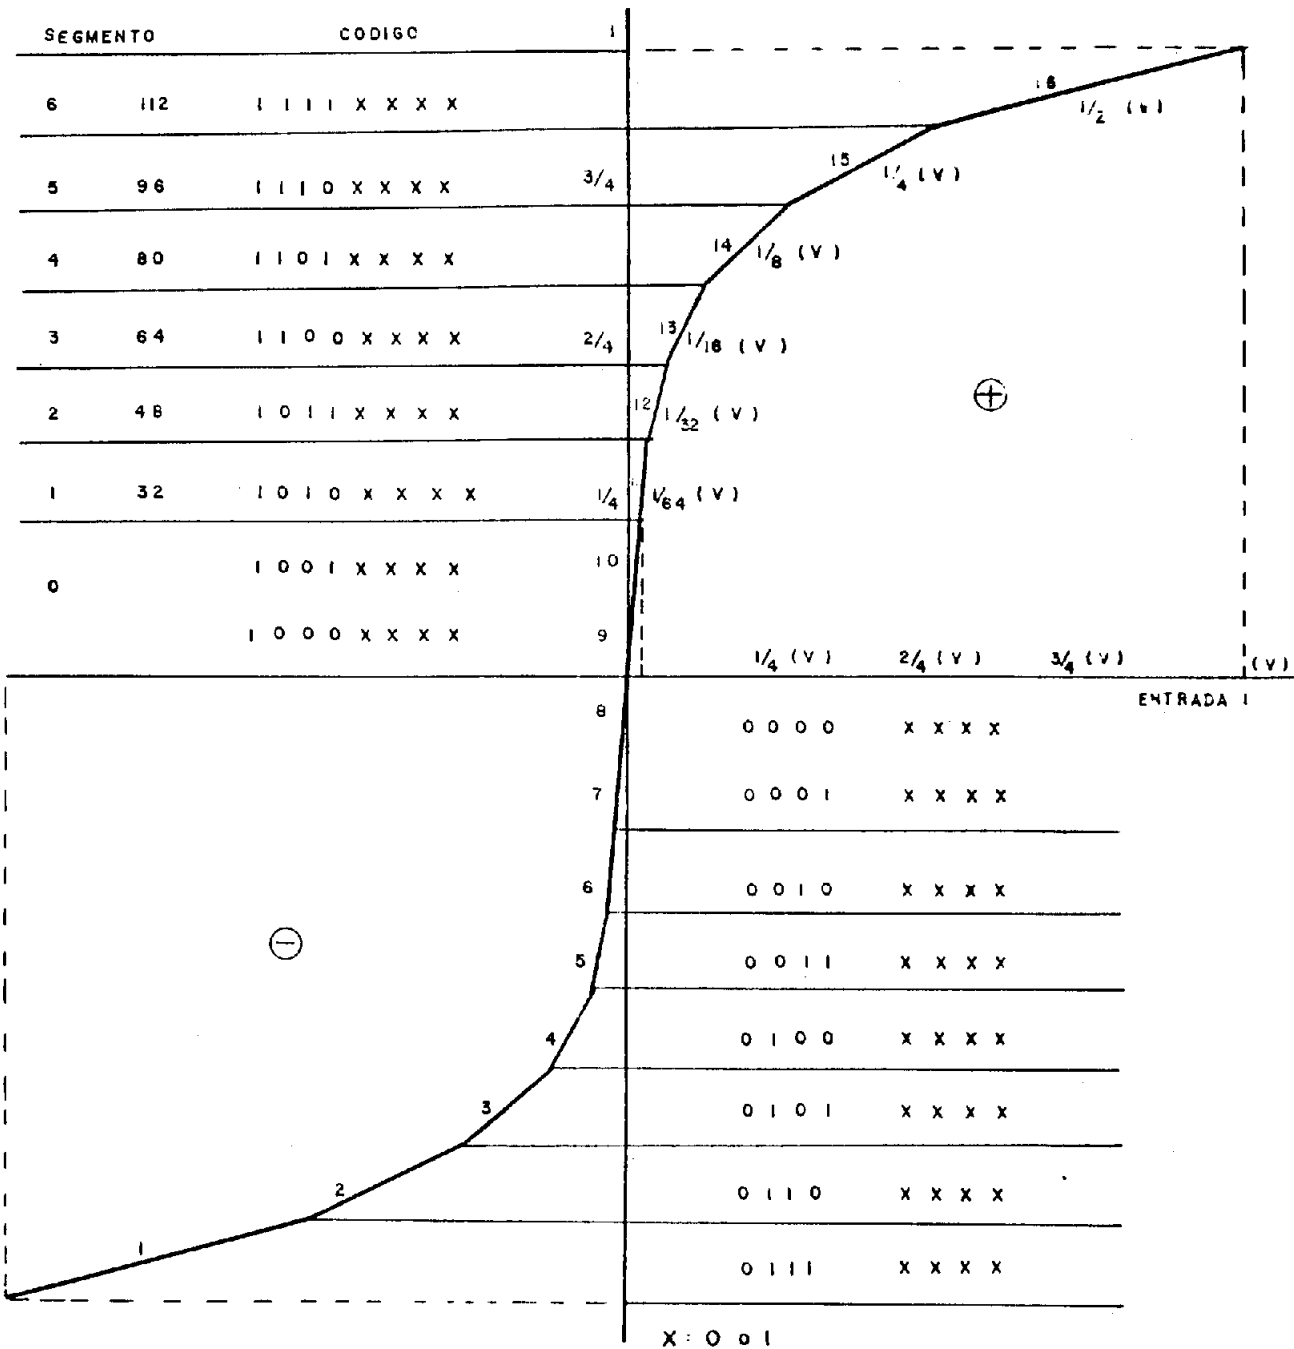 SEGMENTO CODIGO 1
16
6 112 1 1 1 1 X X X X 1/2 (V)
15
5 96 1 1 1 0 X X X X 3/4 1/4 (V)
14
4 80 1 1 0 1 X X X X 1/8 (V)
13
3 64 1 1 0 0 X X X X 2/4 1/16 (V)
+
2 48 1 0 1 1 X X X X 12 1/32 (V)
1 32 1 0 1 0 X X X X 1/4 1/64 (V)
1 0 0 1 X X X X 10
0
1 0 0 0 X X X X 9
1/4 (V) 2/4 (V) 3/4 (V) (V)
ENTRADA 1
8 0 0 0 0 X X X X
7 0 0 0 1 X X X X
6 0 0 1 0 X X X X
−
5 0 0 1 1 X X X X
4 0 1 0 0 X X X X
3 0 1 0 1 X X X X
2 0 1 1 0 X X X X
1 0 1 1 1 X X X X
X: 0 o 1